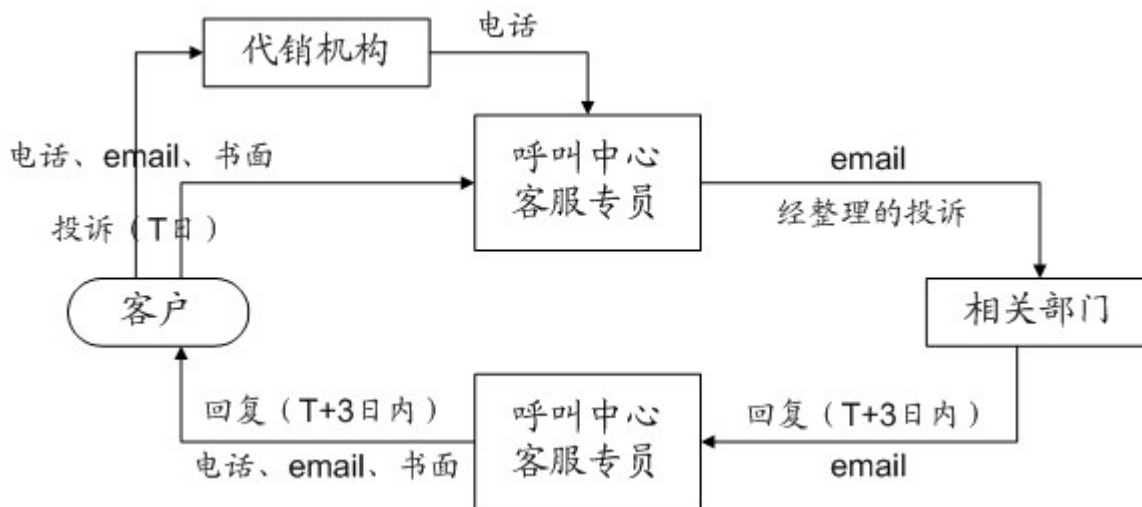 代销机构
电话
呼叫中心
客服专员
电话、email、书面
email
经整理的投诉
投诉（T日）
客户
相关部门
回复（T+3日内）
电话、email、书面
呼叫中心
客服专员
回复（T+3日内）
email